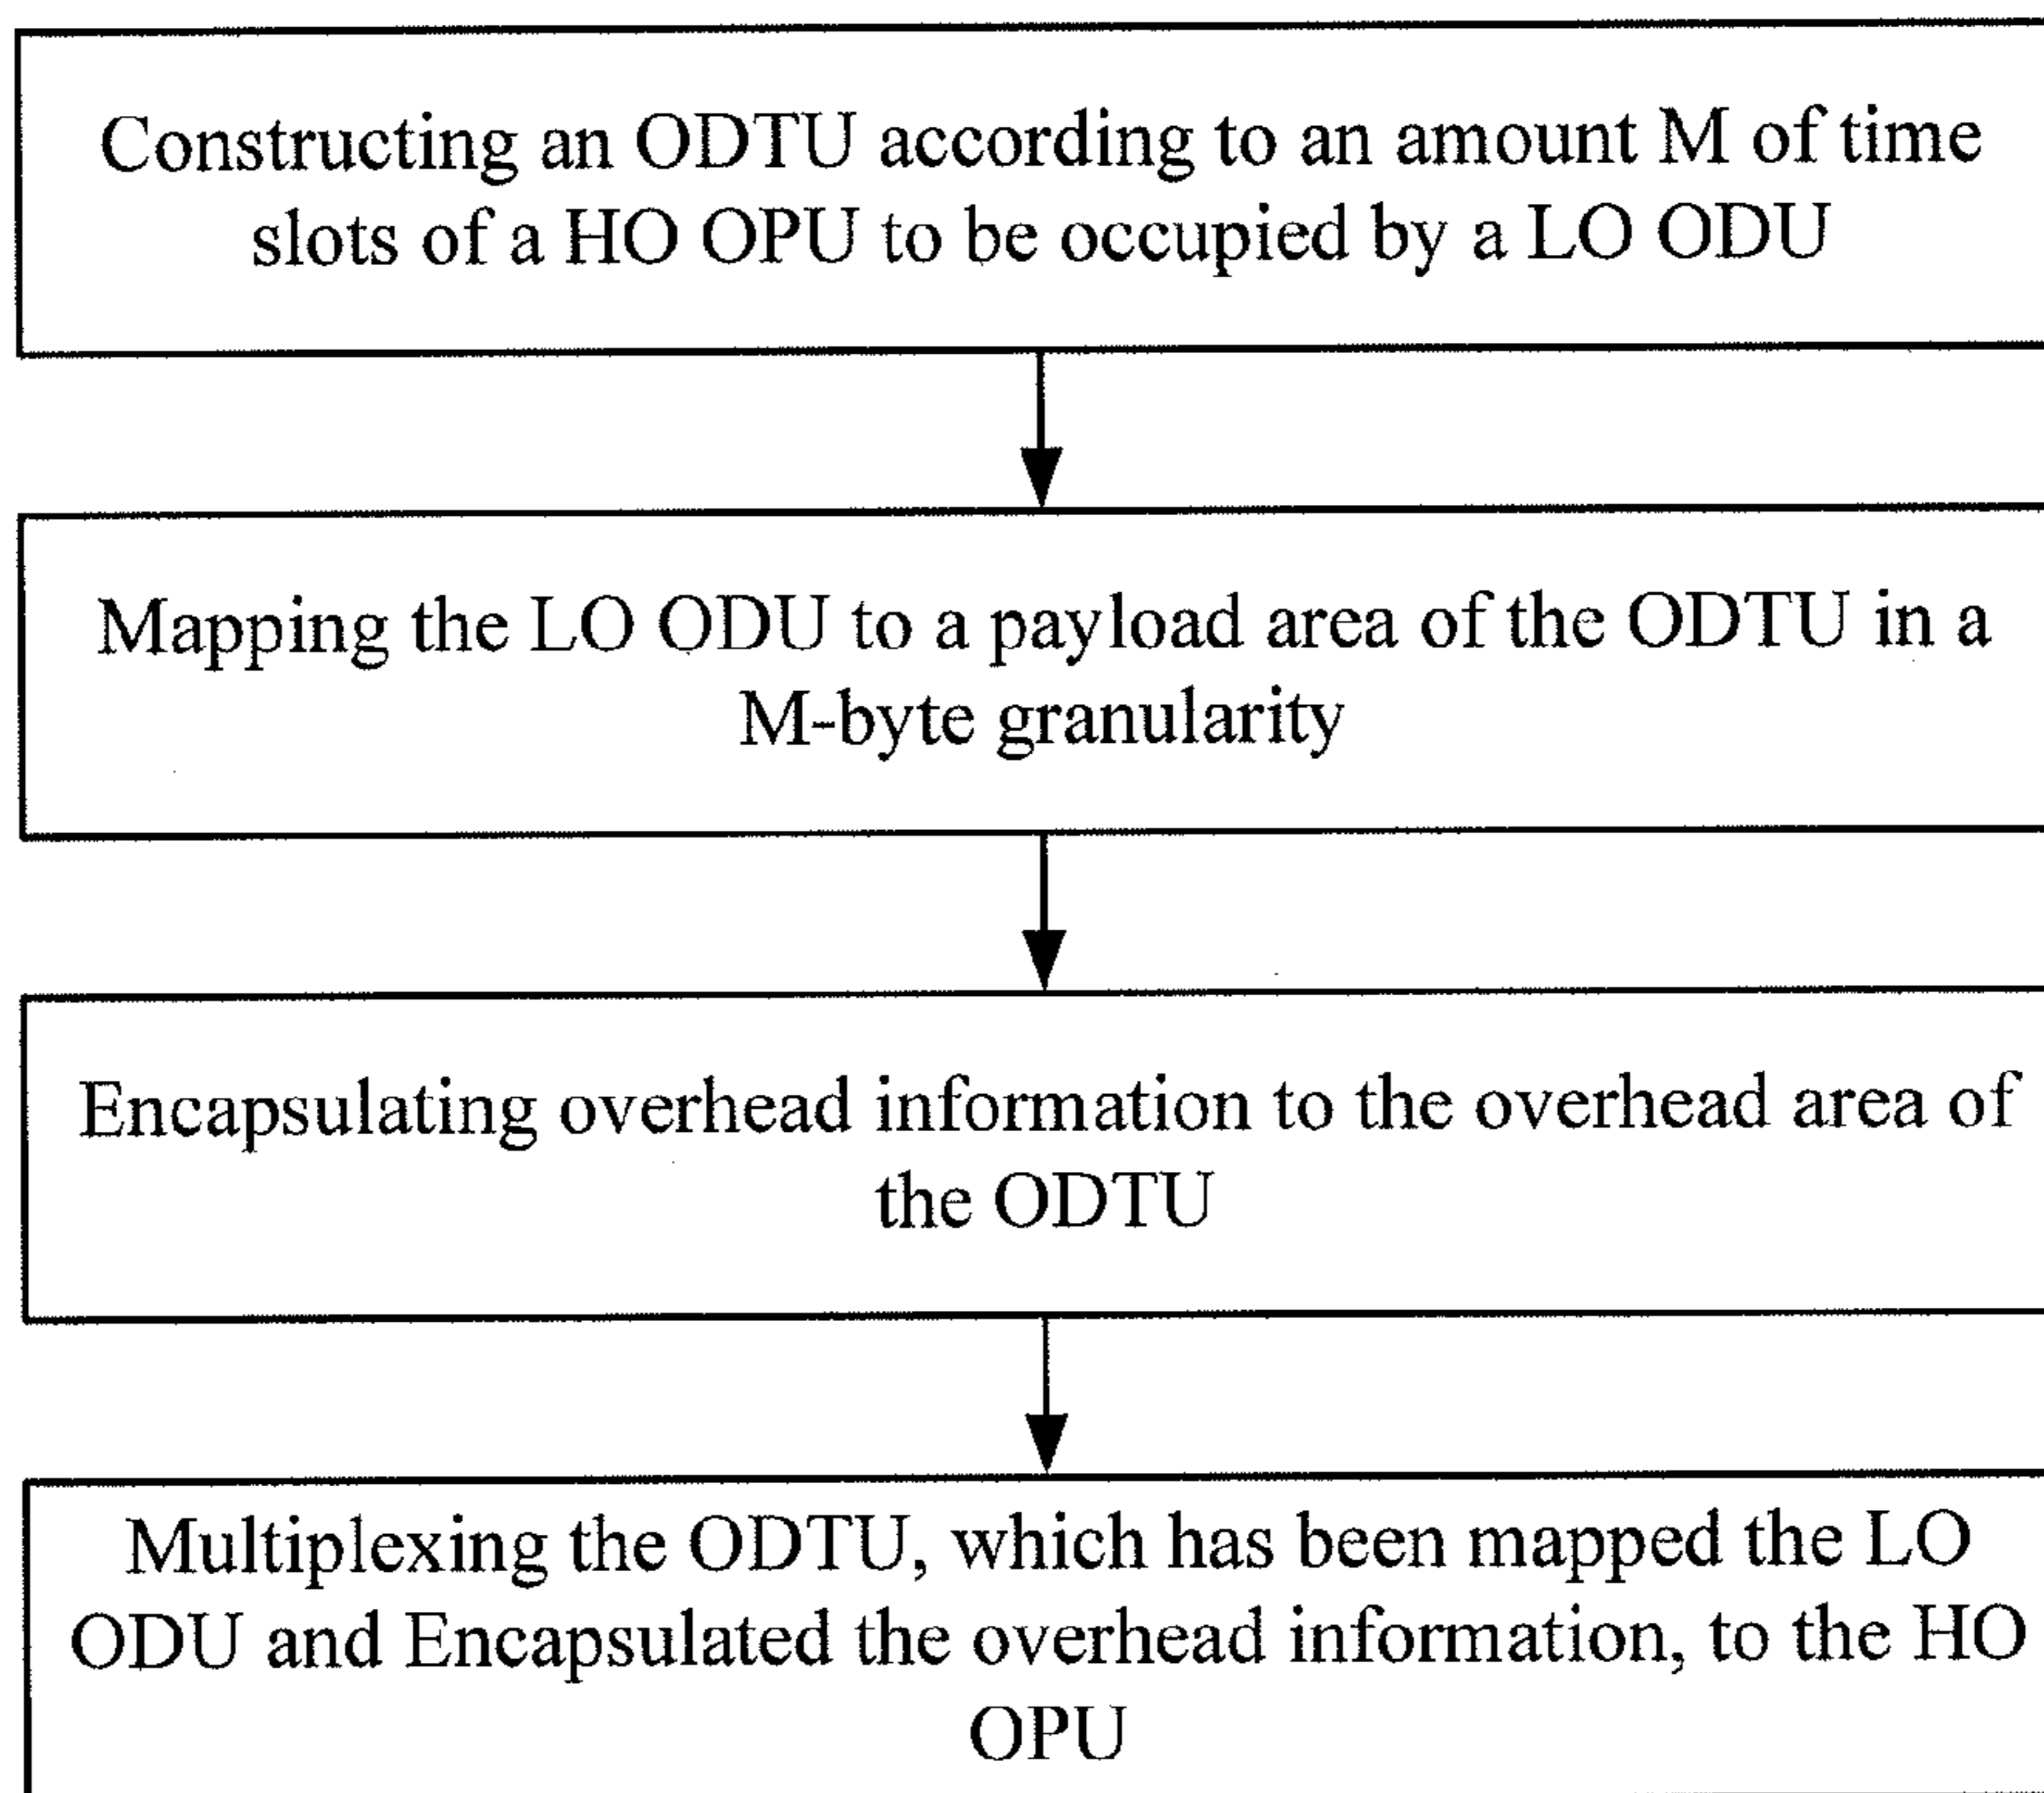 Constructing an ODTU according to an amount M of time
slots of a HO OPU to be occupied by a LO ODU
Mapping the LO ODU to a payload area of the ODTU in a
M-byte granularity
Encapsulating overhead information to the overhead area of
the ODTU
Multiplexing the ODTU, which has been mapped the LO
ODU and Encapsulated the overhead information, to the HO
OPU